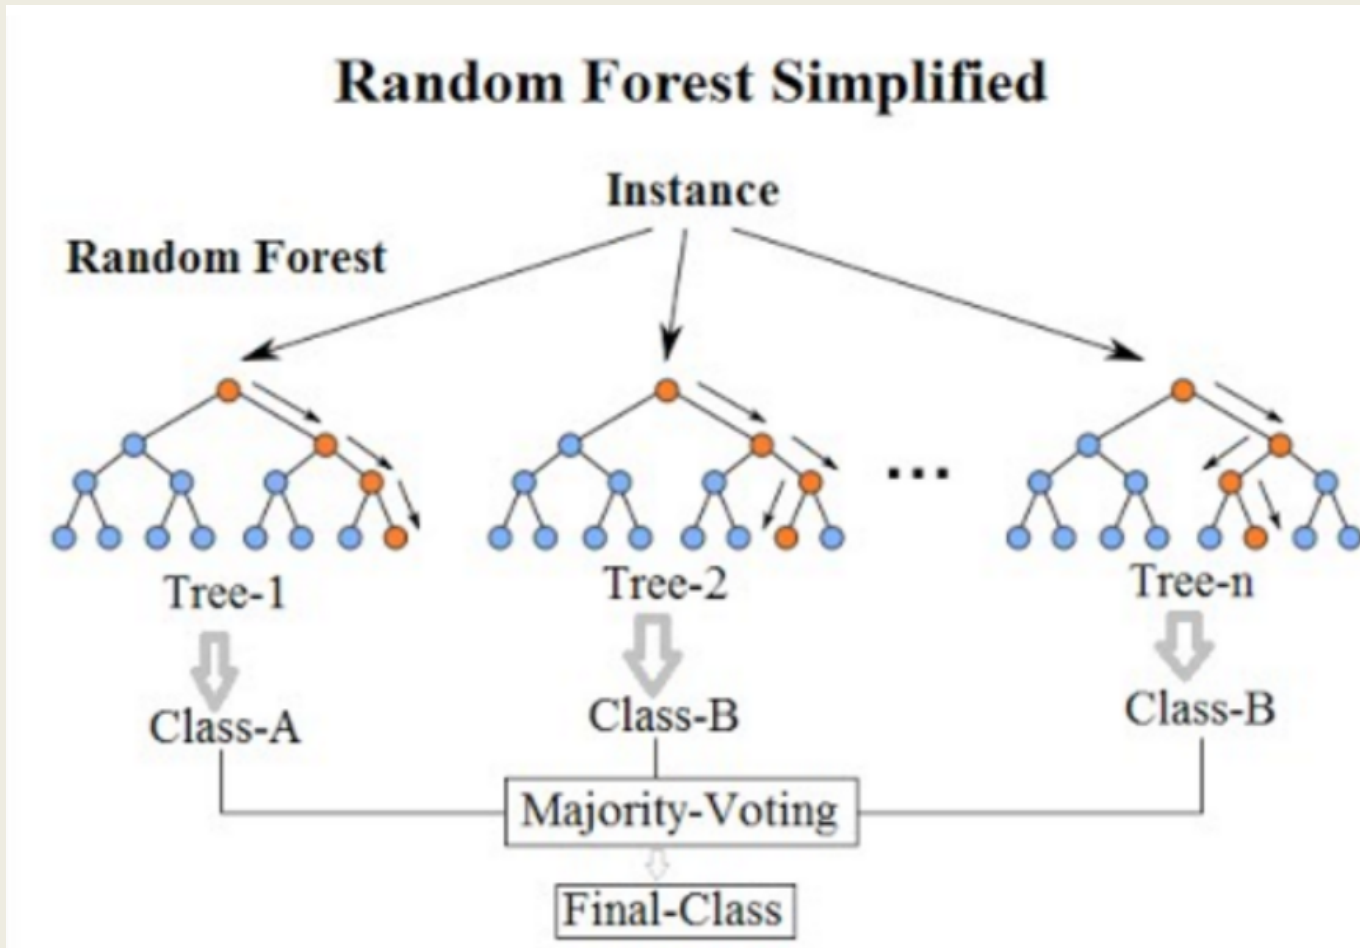 Random Forest Simplified
Instance
Random Forest
...
Tree-1
Tree-2
Tree-n
Class-A
Class-B
Class-B
Majority-Voting
Final-Class